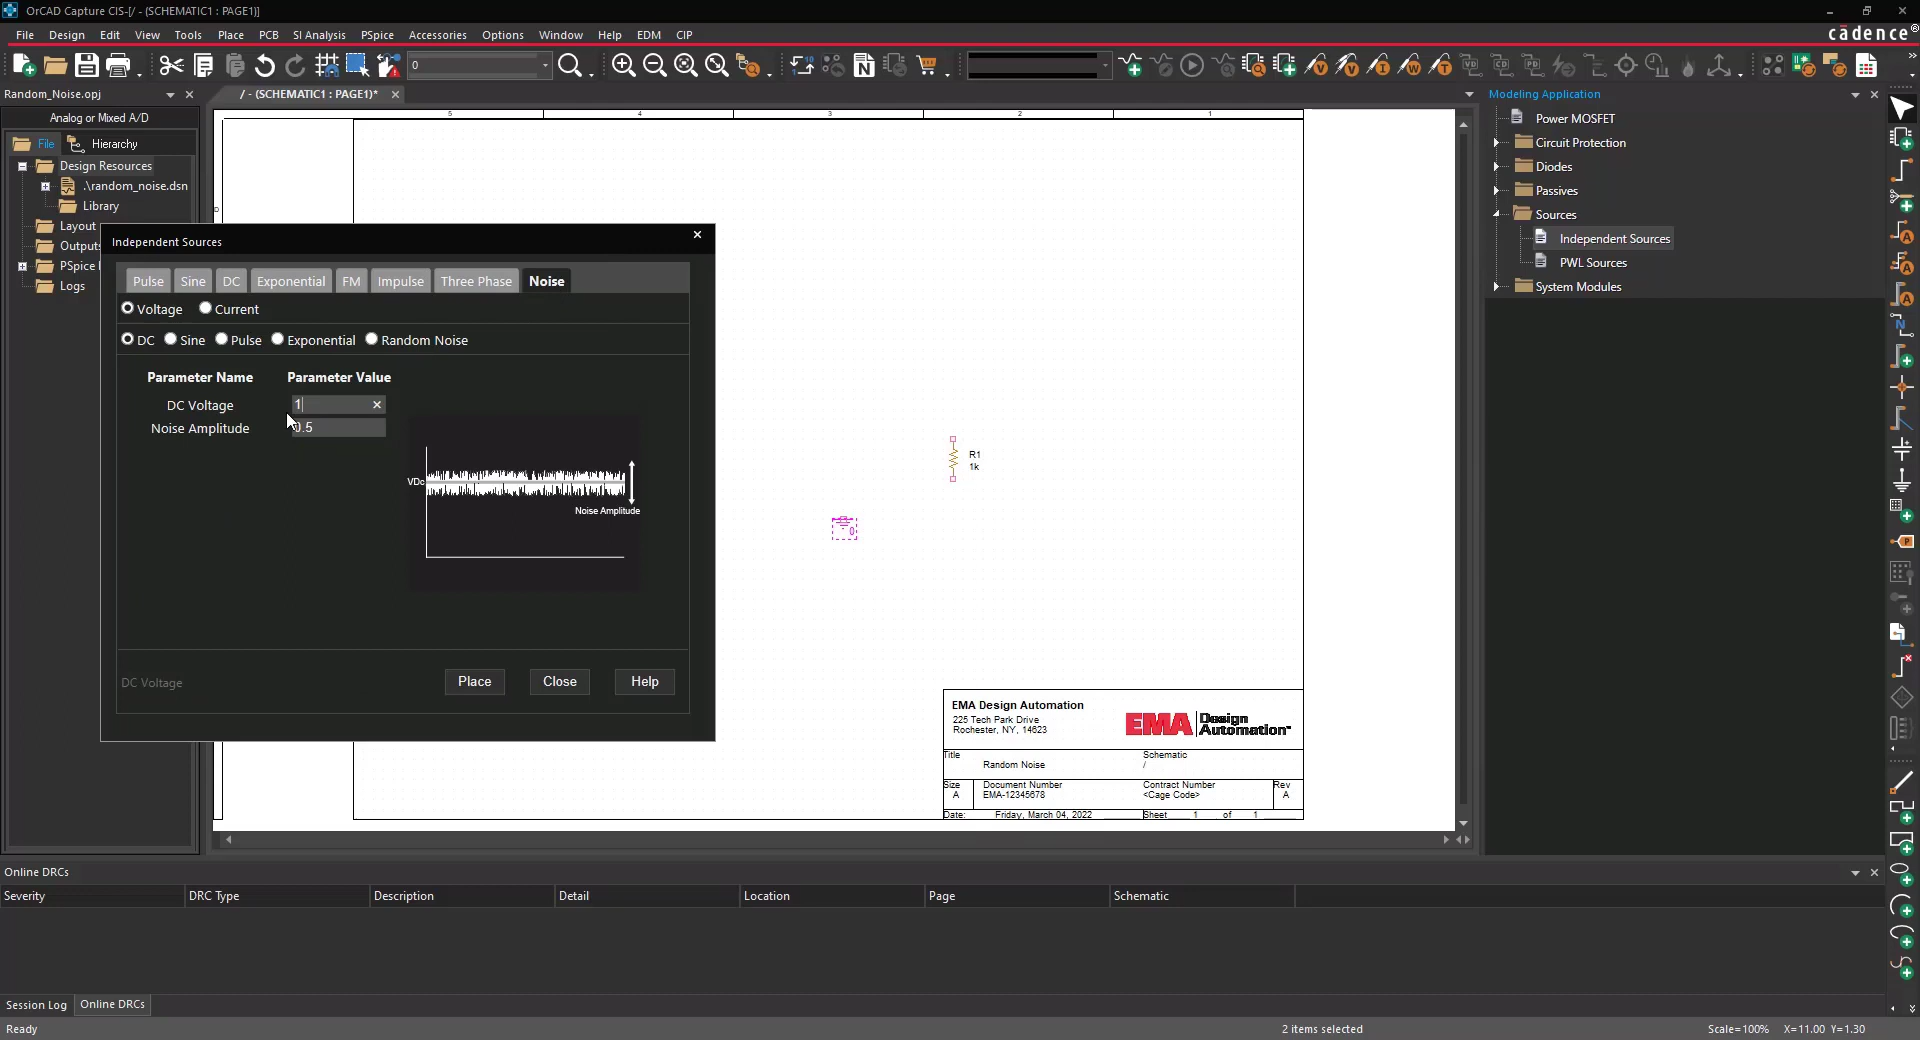 OrCAD Capture CIS-[/ - (SCHEMATIC1 : PAGE1)]
File Design Edit View Tools Place PCB SI Analysis PSpice Accessories Options Window Help EDM CIP
cādence®
0
Random_Noise.opj
/ - (SCHEMATIC1 : PAGE1)*
Modeling Application
Analog or Mixed A/D
File Hierarchy
Design Resources
.\random_noise.dsn
Library
Layout
Outputs
PSpice
Logs
Power MOSFET
Circuit Protection
Diodes
Passives
Sources
Independent Sources
PWL Sources
System Modules
5 4 3 2 1
D
Independent Sources
Pulse Sine DC Exponential FM Impulse Three Phase Noise
Voltage Current
DC Sine Pulse Exponential Random Noise
Parameter Name Parameter Value
DC Voltage 1
Noise Amplitude 0.5
VDc
Noise Amplitude
DC Voltage
Place Close Help
R1
1k
0
EMA Design Automation
225 Tech Park Drive
Rochester, NY, 14623
EMA Design Automation
Title
Random Noise
Schematic
/
Size
A
Document Number
EMA-12345678
Contract Number
<Cage Code>
Rev
A
Date: Friday, March 04, 2022 Sheet 1 of 1
Online DRCs
Severity DRC Type Description Detail Location Page Schematic
Session Log Online DRCs
Ready 2 items selected Scale=100% X=11.00 Y=1.30